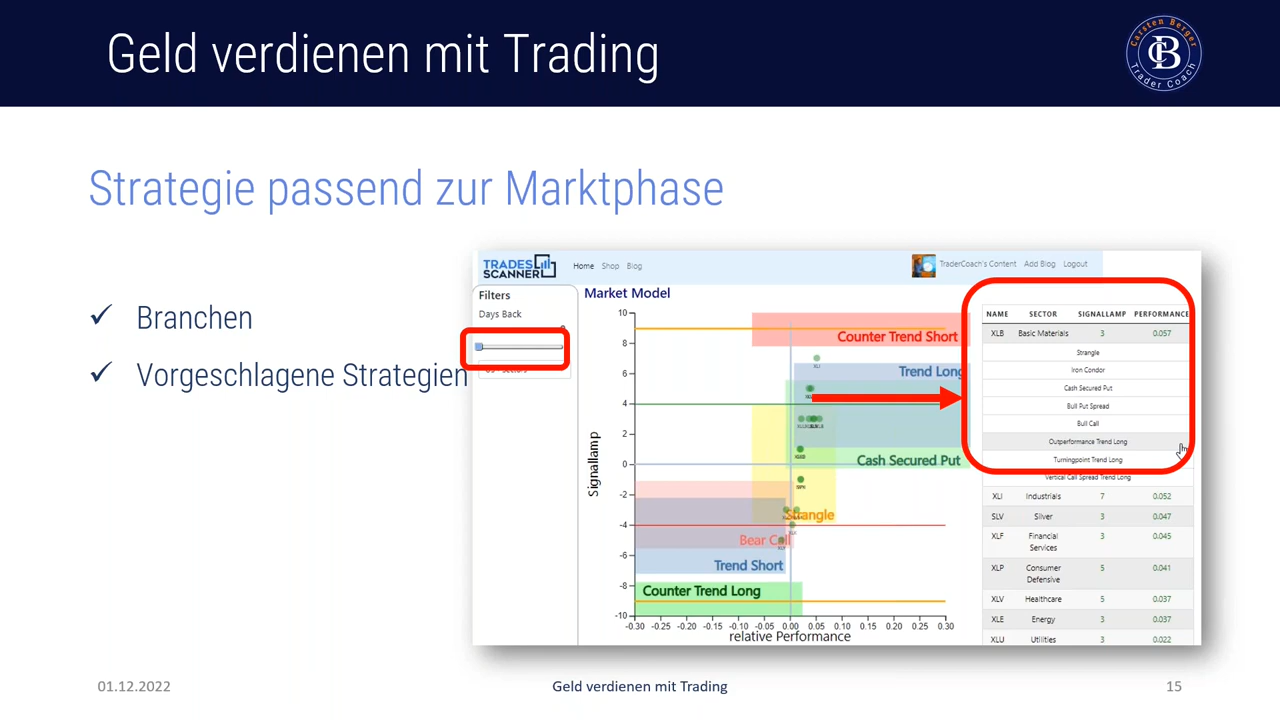 Geld verdienen mit Trading
Carsten Berger
CB
Trader Coach
Strategie passend zur Marktphase
✓ Branchen
✓ Vorgeschlagene Strategien
TRADES SCANNER
Home Shop Blog
TraderCoach's Content Add Blog Logout
Filters
Days Back
Market Model
10
8
6
4
2
0
-2
-4
-6
-8
-10
Signallamp
Counter Trend Short
Trend Long
Cash Secured Put
Strangle
Bear Call
Trend Short
Counter Trend Long
XLI
-0.30 -0.25 -0.20 -0.15 -0.10 -0.05 0.00 0.05 0.10 0.15 0.20 0.25 0.30
relative Performance
NAME SECTOR SIGNALLAMP PERFORMANCE
XLB Basic Materials 3 0.057
Strangle
Iron Condor
Cash Secured Put
Bull Put Spread
Bull Call
Outperformance Trend Long
Turningpoint Trend Long
Vertical Call Spread Trend Long
XLI Industrials 7 0.052
SLV Silver 3 0.047
XLF Financial Services 3 0.045
XLP Consumer Defensive 5 0.041
XLV Healthcare 5 0.037
XLE Energy 3 0.037
XLU Utilities 3 0.022
01.12.2022
Geld verdienen mit Trading
15